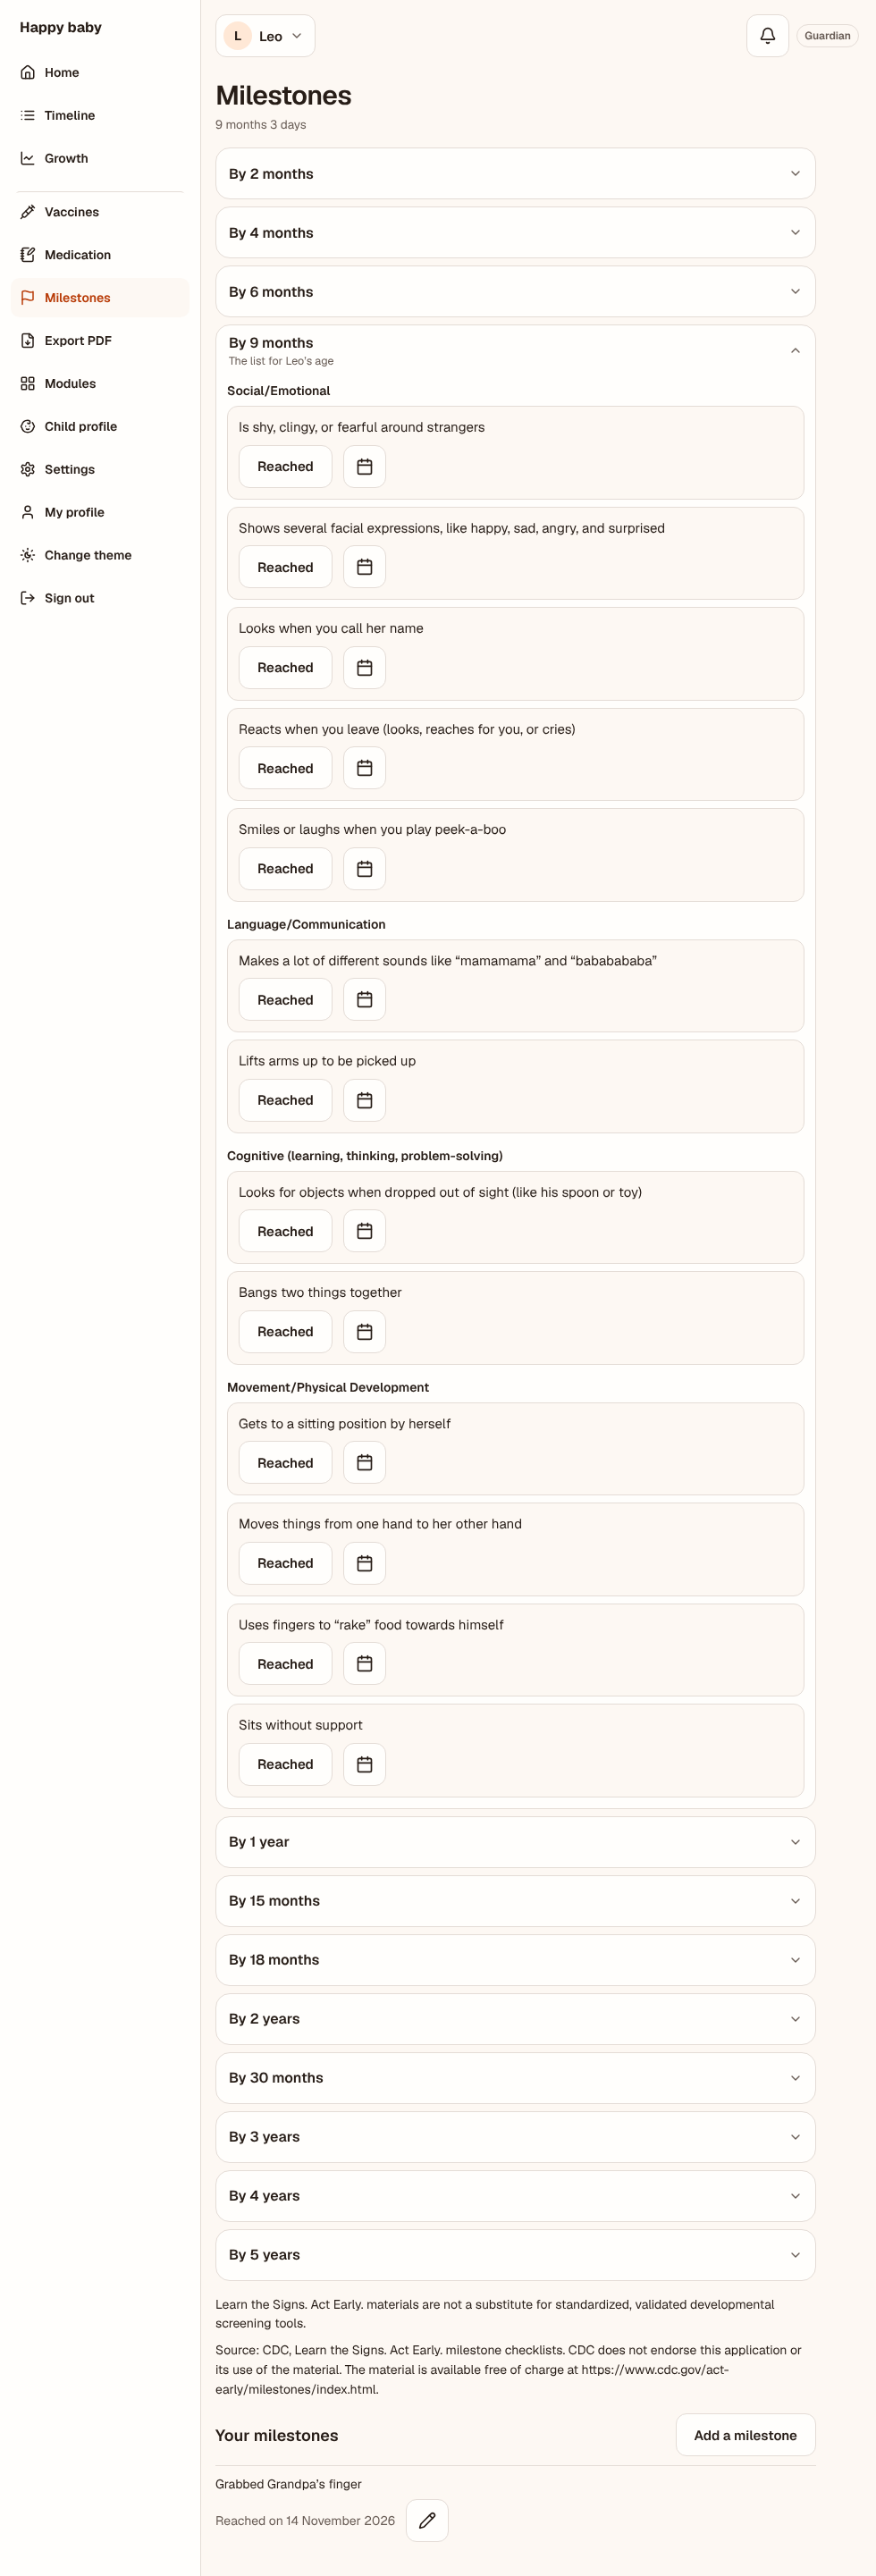 Happy baby
Home
Timeline
Growth
Vaccines
Medication
Milestones
Export PDF
Modules
Child profile
Settings
My profile
Change theme
Sign out
L Leo
Guardian
Milestones
9 months 3 days
By 2 months
By 4 months
By 6 months
By 9 months
The list for Leo's age
Social/Emotional
Is shy, clingy, or fearful around strangers
Reached
Shows several facial expressions, like happy, sad, angry, and surprised
Reached
Looks when you call her name
Reached
Reacts when you leave (looks, reaches for you, or cries)
Reached
Smiles or laughs when you play peek-a-boo
Reached
Language/Communication
Makes a lot of different sounds like “mamamama” and “babababababa”
Reached
Lifts arms up to be picked up
Reached
Cognitive (learning, thinking, problem-solving)
Looks for objects when dropped out of sight (like his spoon or toy)
Reached
Bangs two things together
Reached
Movement/Physical Development
Gets to a sitting position by herself
Reached
Moves things from one hand to her other hand
Reached
Uses fingers to “rake” food towards himself
Reached
Sits without support
Reached
By 1 year
By 15 months
By 18 months
By 2 years
By 30 months
By 3 years
By 4 years
By 5 years
Learn the Signs. Act Early. materials are not a substitute for standardized, validated developmental
screening tools.
Source: CDC, Learn the Signs. Act Early. milestone checklists. CDC does not endorse this application or
its use of the material. The material is available free of charge at https://www.cdc.gov/act-
early/milestones/index.html.
Your milestones
Add a milestone
Grabbed Grandpa's finger
Reached on 14 November 2026